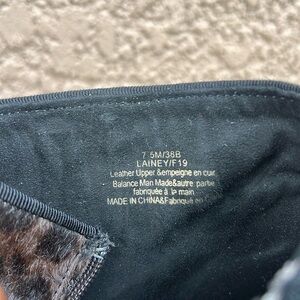 7.5M/38B
LAINEY/F19
Leather Upper &empeigne en cuir
Balance Man Made&autre partie
fabriquée à la main
MADE IN CHINA&Fabriqué en